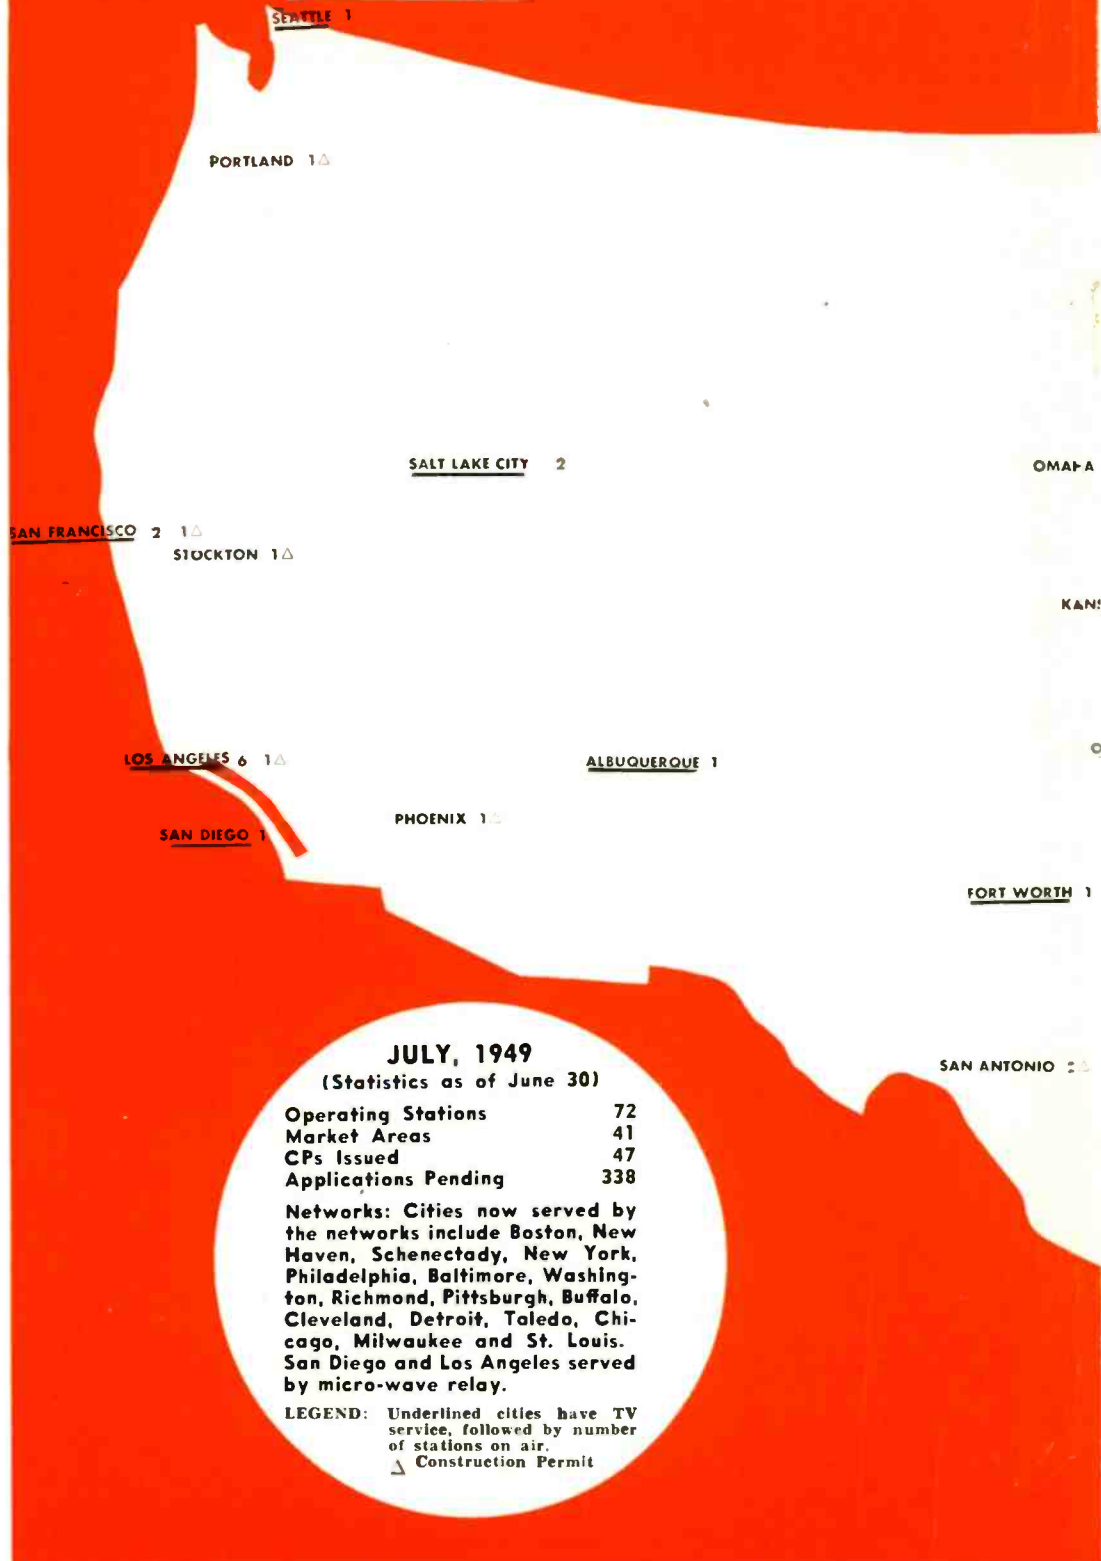 SEATTLE 1
PORTLAND 1△
SALT LAKE CITY 2
OMAHA
SAN FRANCISCO 2 1△
STOCKTON 1△
KANS
LOS ANGELES 6 1△
ALBUQUERQUE 1
PHOENIX 1△
SAN DIEGO 1
FORT WORTH 1
SAN ANTONIO
JULY, 1949
(Statistics as of June 30)
Operating Stations 72
Market Areas 41
CPs Issued 47
Applications Pending 338
Networks: Cities now served by
the networks include Boston, New
Haven, Schenectady, New York,
Philadelphia, Baltimore, Washing-
ton, Richmond, Pittsburgh, Buffalo,
Cleveland, Detroit, Toledo, Chi-
cago, Milwaukee and St. Louis.
San Diego and Los Angeles served
by micro-wave relay.
LEGEND: Underlined cities have TV
service, followed by number
of stations on air.
△ Construction Permit